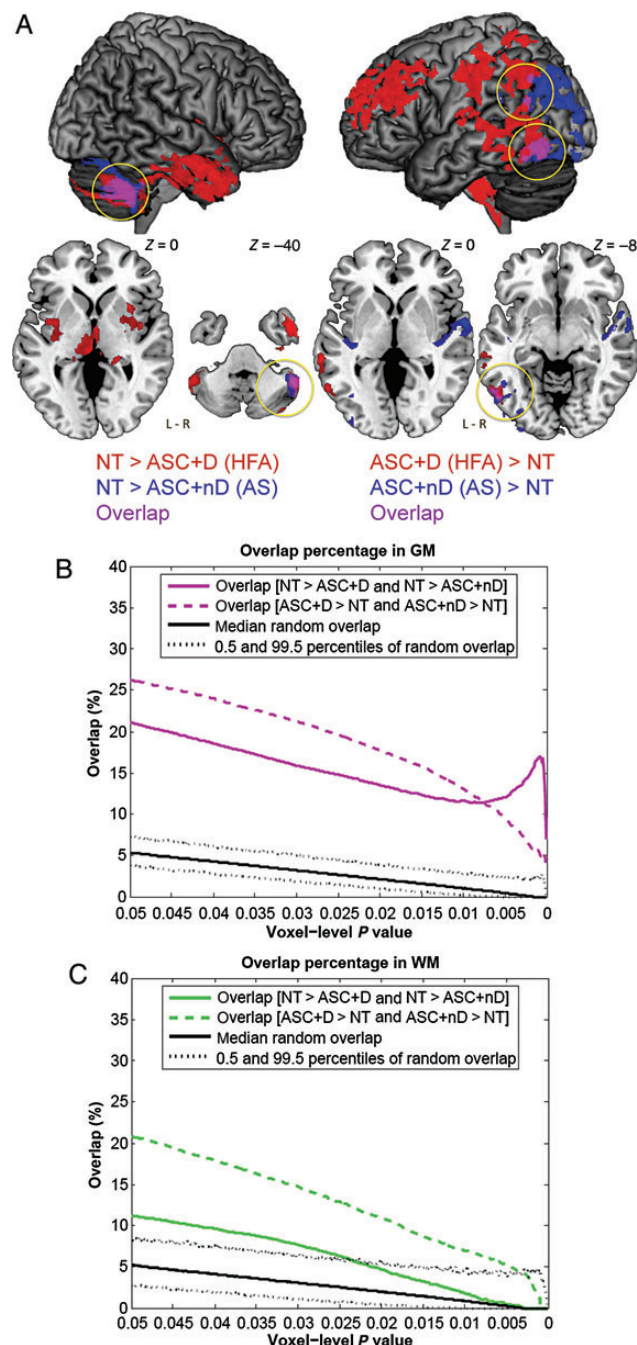 A
Z = 0
Z = −40
Z = 0
Z = −8
L - R
L - R
NT > ASC+D (HFA)
NT > ASC+nD (AS)
Overlap
ASC+D (HFA) > NT
ASC+nD (AS) > NT
Overlap
B
Overlap percentage in GM
Overlap [NT > ASC+D and NT > ASC+nD]
Overlap [ASC+D > NT and ASC+nD > NT]
Median random overlap
0.5 and 99.5 percentiles of random overlap
Overlap (%)
40
35
30
25
20
15
10
5
0
0.05 0.045 0.04 0.035 0.03 0.025 0.02 0.015 0.01 0.005 0
Voxel−level P value
C
Overlap percentage in WM
Overlap [NT > ASC+D and NT > ASC+nD]
Overlap [ASC+D > NT and ASC+nD > NT]
Median random overlap
0.5 and 99.5 percentiles of random overlap
Overlap (%)
40
35
30
25
20
15
10
5
0
0.05 0.045 0.04 0.035 0.03 0.025 0.02 0.015 0.01 0.005 0
Voxel−level P value